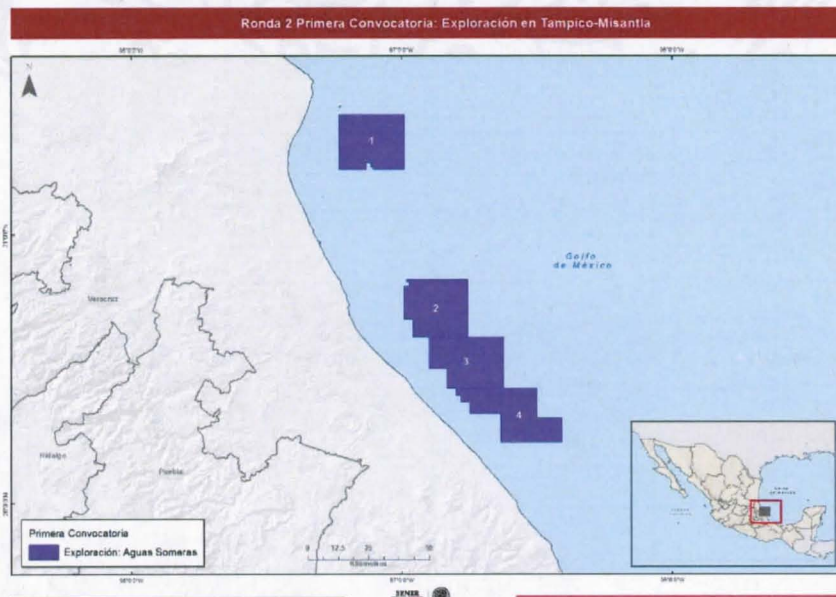 Ronda 2 Primera Convocatoria: Exploración en Tampico-Misantla
N
1
Golfo
de México
2
Veracruz
3
4
Hidalgo
Puebla
Primera Convocatoria
Exploración: Aguas Someras
0 12.5 25 50
Kilómetros
SENER